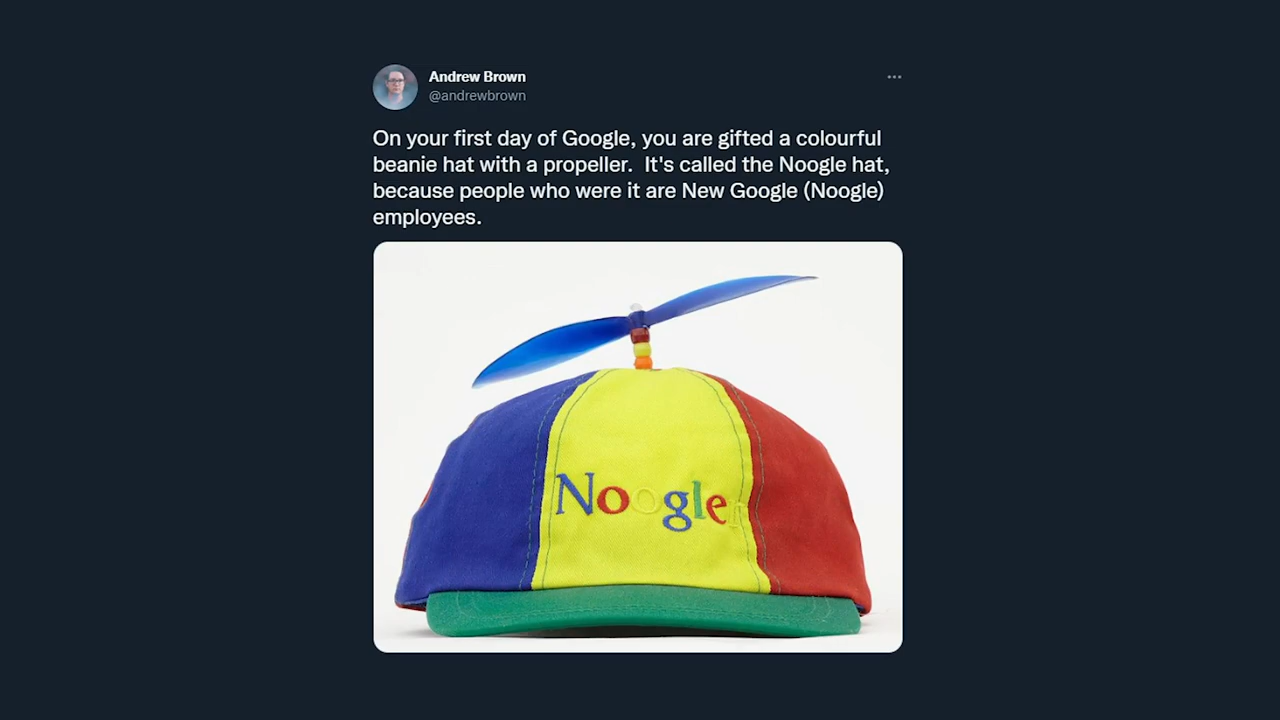 Andrew Brown
@andrewbrown
On your first day of Google, you are gifted a colourful
beanie hat with a propeller.  It's called the Noogle hat,
because people who were it are New Google (Noogle)
employees.
Noogler